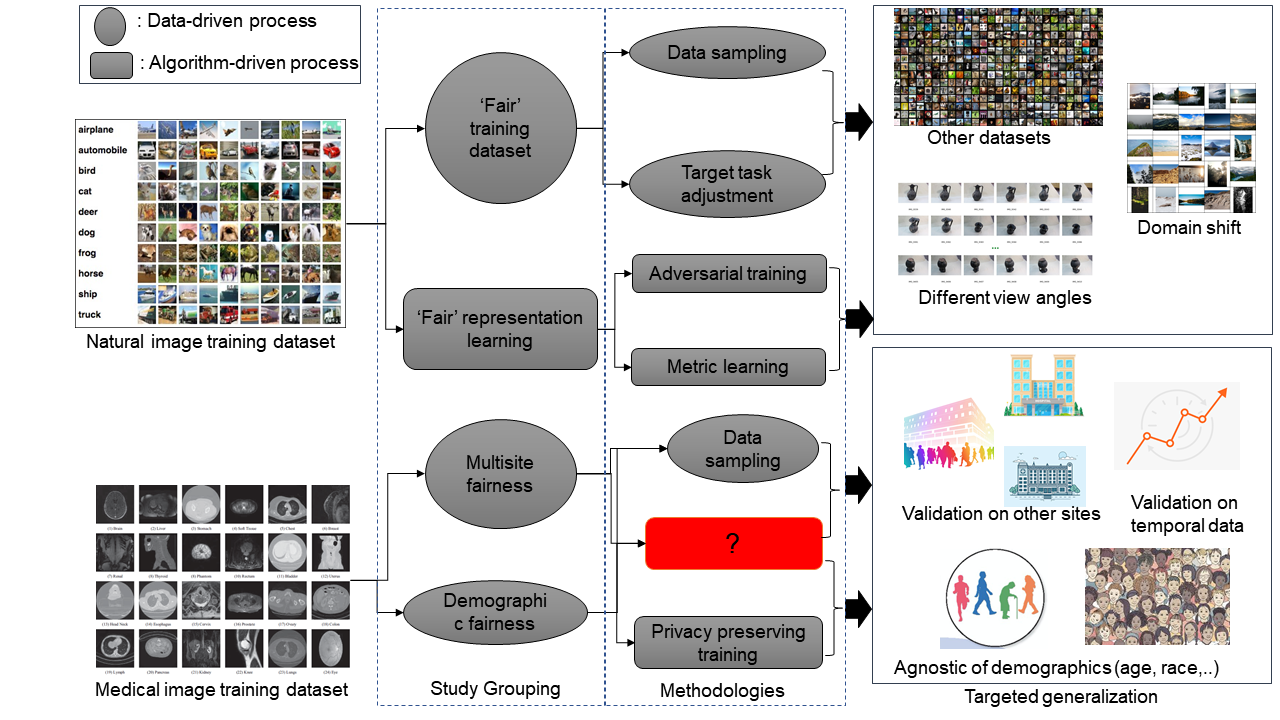 : Data-driven process
: Algorithm-driven process
airplane
automobile
bird
cat
deer
dog
frog
horse
ship
truck
Natural image training dataset
‘Fair’
training
dataset
‘Fair’ representation
learning
Data sampling
Target task
adjustment
Adversarial training
Metric learning
Other datasets
Different view angles
...
Domain shift
(1) Brain
(2) Liver
(3) Stomach
(4) Soft Tissue
(5) Chest
(6) Breast
(7) Renal
(8) Thyroid
(9) Phantom
(10) Rectum
(11) Bladder
(12) Uterus
(13) Head Neck
(14) Esophagus
(15) Cervix
(16) Prostate
(17) Ovary
(18) Colon
(19) Lymph
(20) Pancreas
(21) Kidney
(22) Knee
(23) Lungs
(24) Eye
Medical image training dataset
Multisite
fairness
Demographi
c fairness
Study Grouping
Data
sampling
?
Privacy preserving
training
Methodologies
Validation on other sites
Validation on
temporal data
Agnostic of demographics (age, race,..)
Targeted generalization